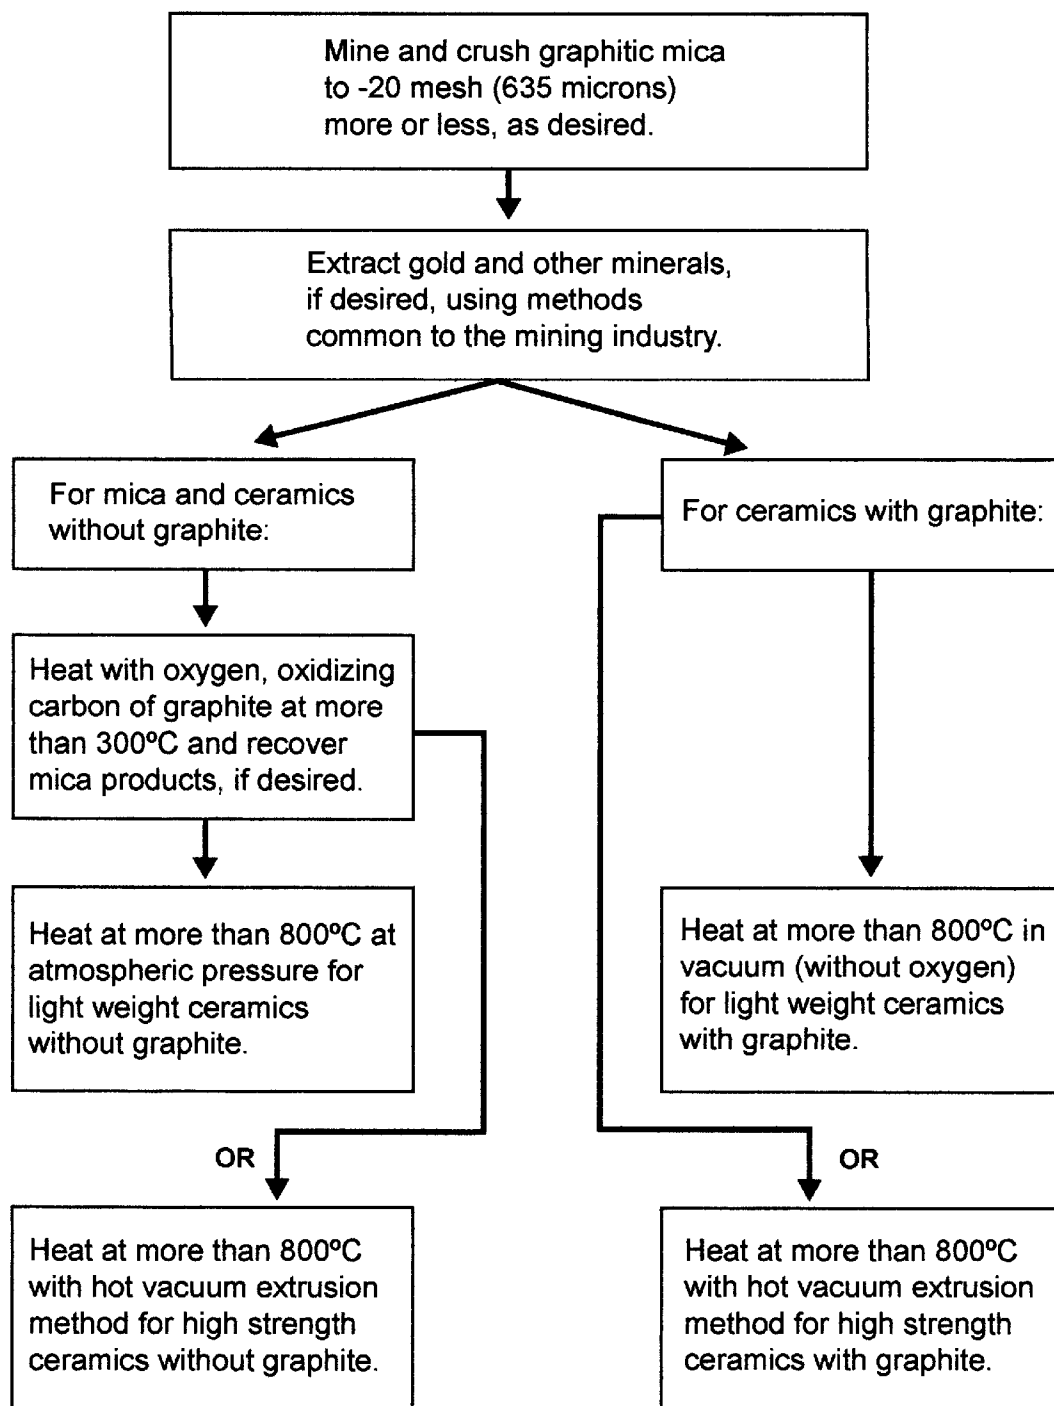 Mine and crush graphitic mica
to -20 mesh (635 microns)
more or less, as desired.
Extract gold and other minerals,
if desired, using methods
common to the mining industry.
For mica and ceramics
without graphite:
For ceramics with graphite:
Heat with oxygen, oxidizing
carbon of graphite at more
than 300ºC and recover
mica products, if desired.
Heat at more than 800ºC at
atmospheric pressure for
light weight ceramics
without graphite.
Heat at more than 800ºC in
vacuum (without oxygen)
for light weight ceramics
with graphite.
OR
OR
Heat at more than 800ºC
with hot vacuum extrusion
method for high strength
ceramics without graphite.
Heat at more than 800ºC
with hot vacuum extrusion
method for high strength
ceramics with graphite.